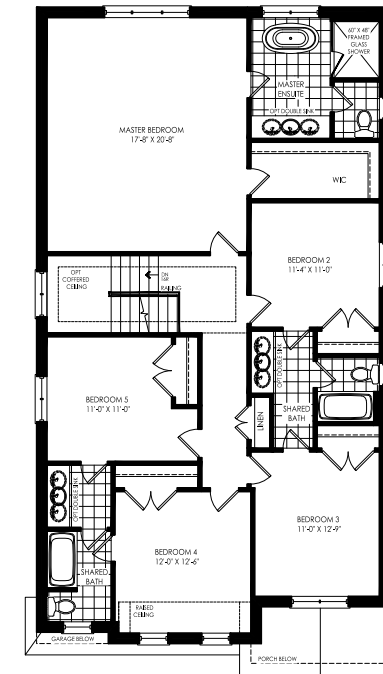 60" X 48"
FRAMED
GLASS
SHOWER
MASTER
ENSUITE
OPT DOUBLE SINK
MASTER BEDROOM
17'-8" X 20'-8"
WIC
BEDROOM 2
11'-4" X 11'-0"
OPT
COFFERED
CEILING
DN
16R
RAILING
OPT DOUBLE SINK
BEDROOM 5
11'-0" X 11'-0"
SHARED
BATH
LINEN
OPT DOUBLE SINK
BEDROOM 3
11'-0" X 12'-9"
BEDROOM 4
12'-0" X 12'-6"
SHARED
BATH
RAISED
CEILING
GARAGE BELOW
PORCH BELOW